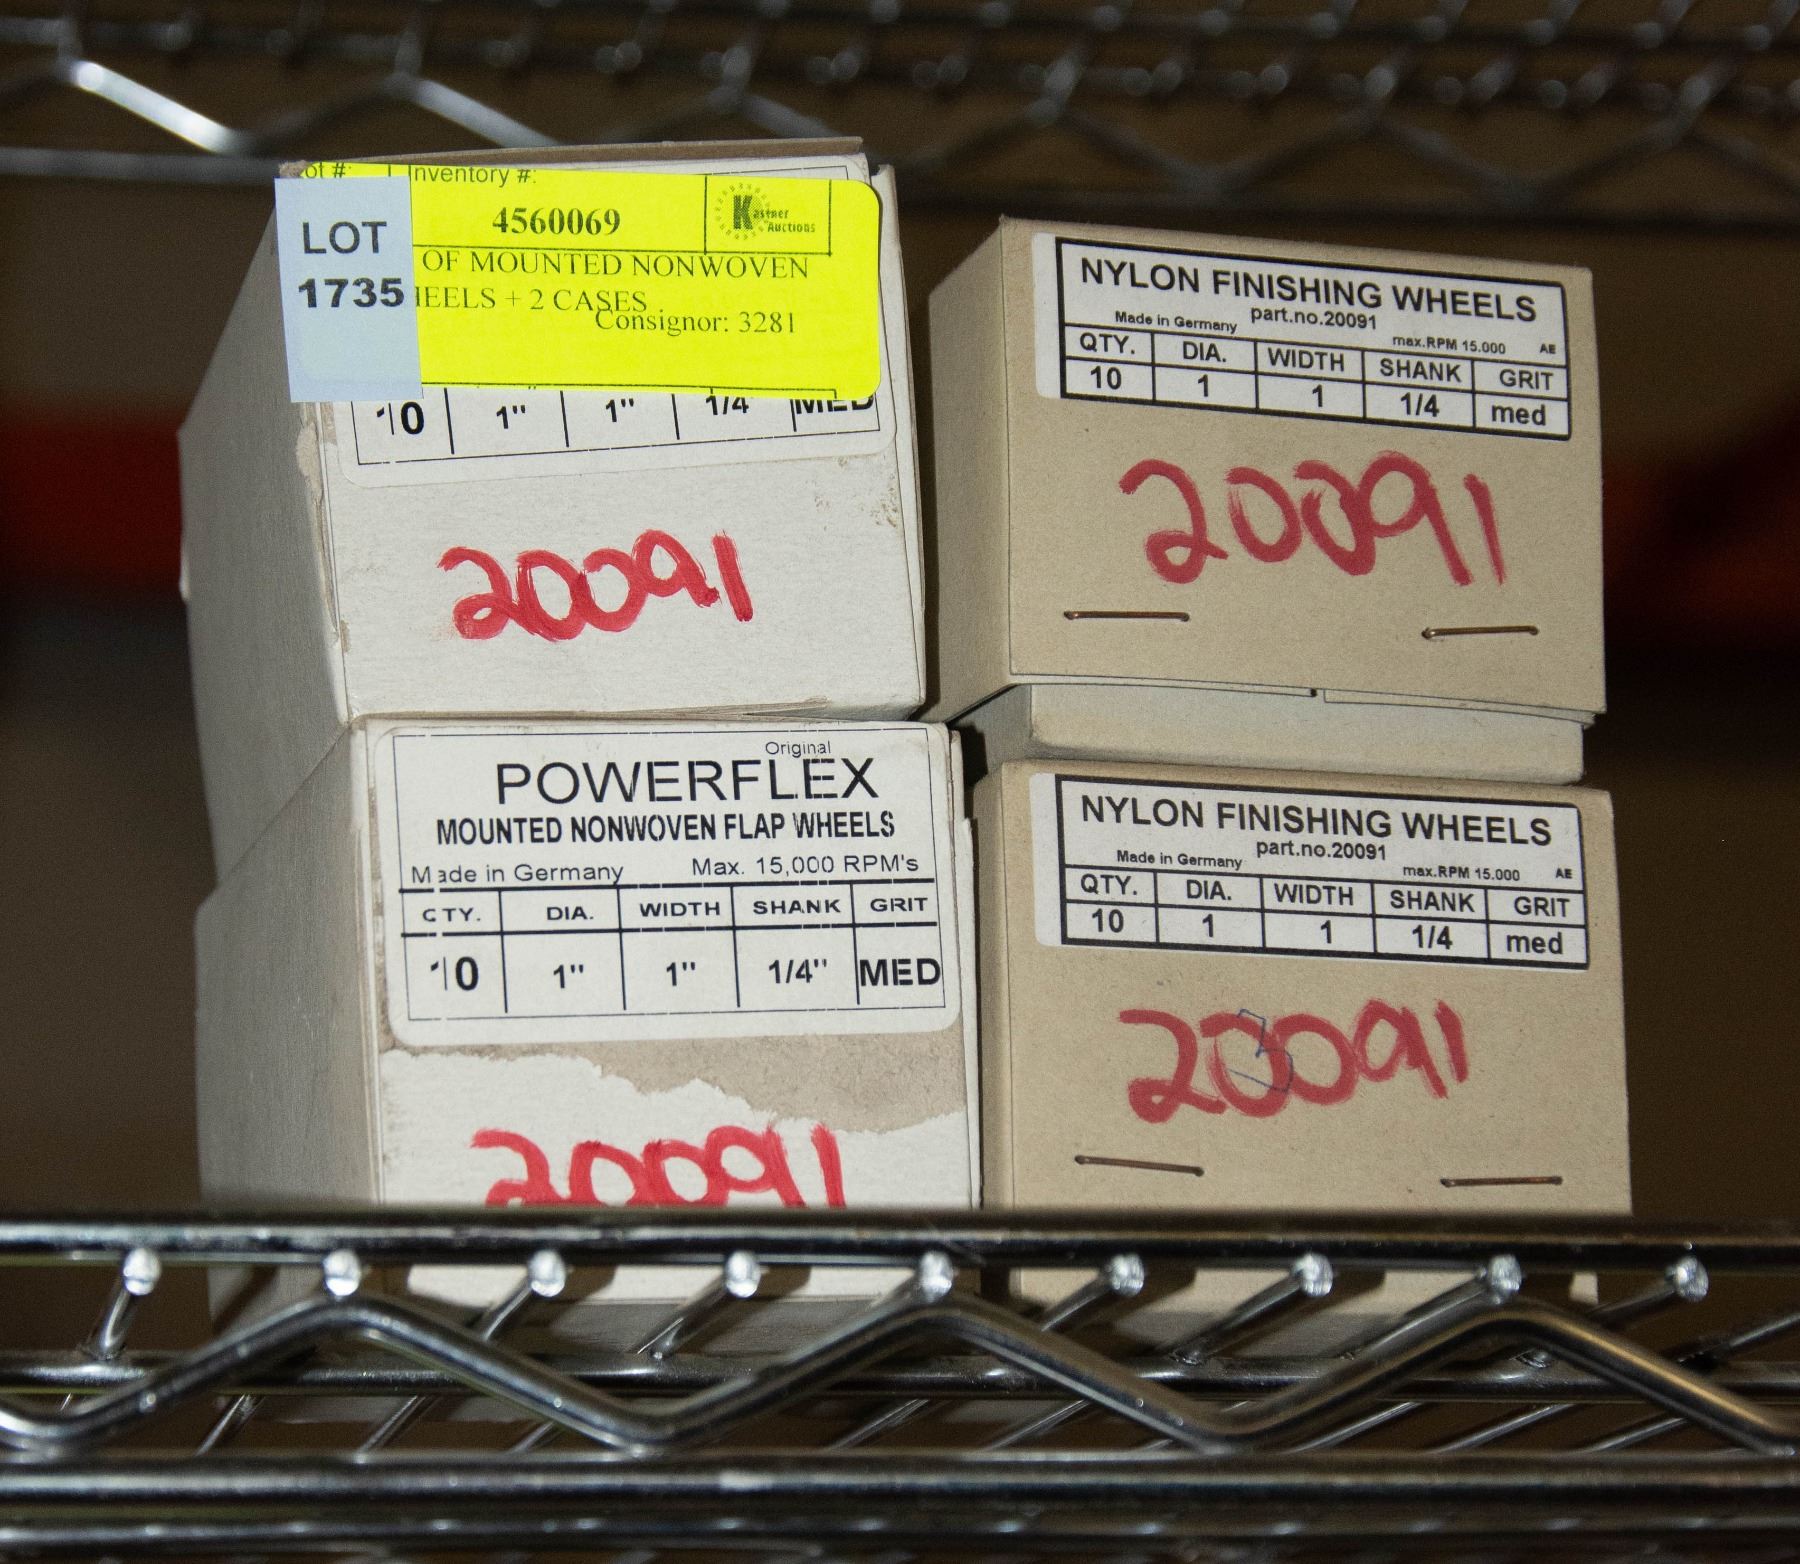 Inventory #:
4560069
Kastner
Auctions
LOT
1735
OF MOUNTED NONWOVEN
+ 2 CASES
Consignor: 3281
10 1" 1" 1/4 MED
20091
NYLON FINISHING WHEELS
Made in Germany part.no.20091 max.RPM 15.000 AE
QTY. DIA. WIDTH SHANK GRIT
10 1 1 1/4 med
20091
Original
POWERFLEX
MOUNTED NONWOVEN FLAP WHEELS
Made in Germany Max. 15,000 RPM's
QTY. DIA. WIDTH SHANK GRIT
10 1" 1" 1/4" MED
20091
NYLON FINISHING WHEELS
part.no.20091
Made in Germany max.RPM 15.000 AE
QTY. DIA. WIDTH SHANK GRIT
10 1 1 1/4 med
20091